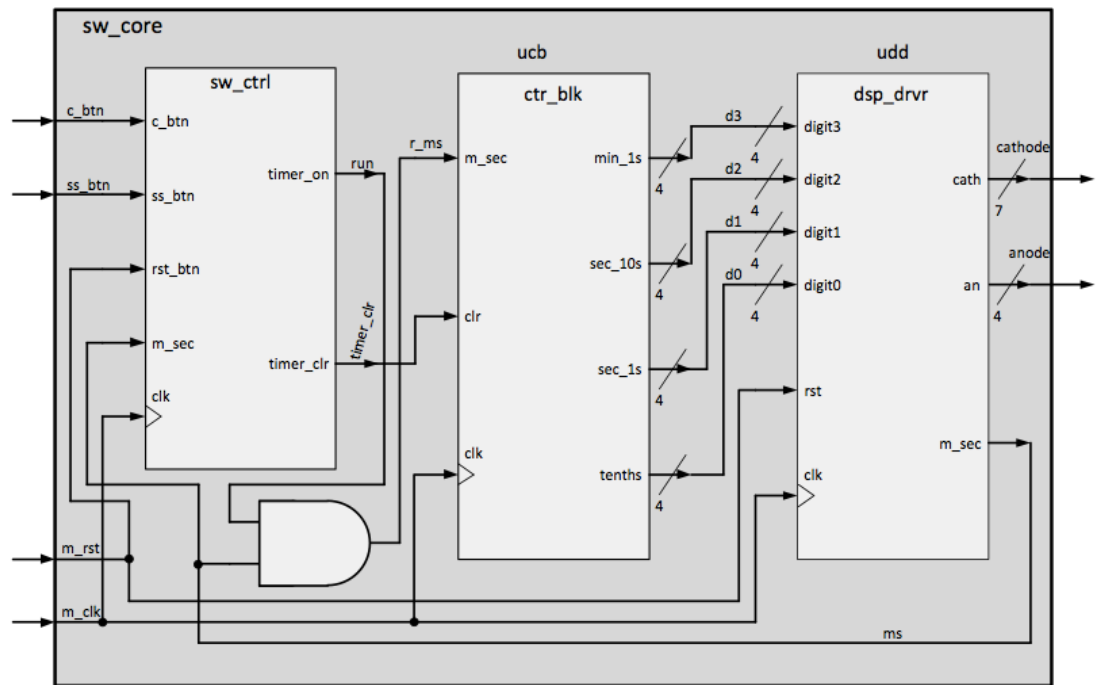 sw_core
ucb
udd
sw_ctrl
ctr_blk
dsp_drvr
c_btn
c_btn
ss_btn
ss_btn
rst_btn
m_sec
clk
timer_on
timer_clr
run
timer_clr
r_ms
m_sec
clr
clk
min_1s
4
sec_10s
4
sec_1s
4
tenths
4
d3
4
d2
4
d1
4
d0
4
digit3
digit2
digit1
digit0
rst
clk
cath
an
m_sec
cathode
7
anode
4
m_rst
m_clk
ms